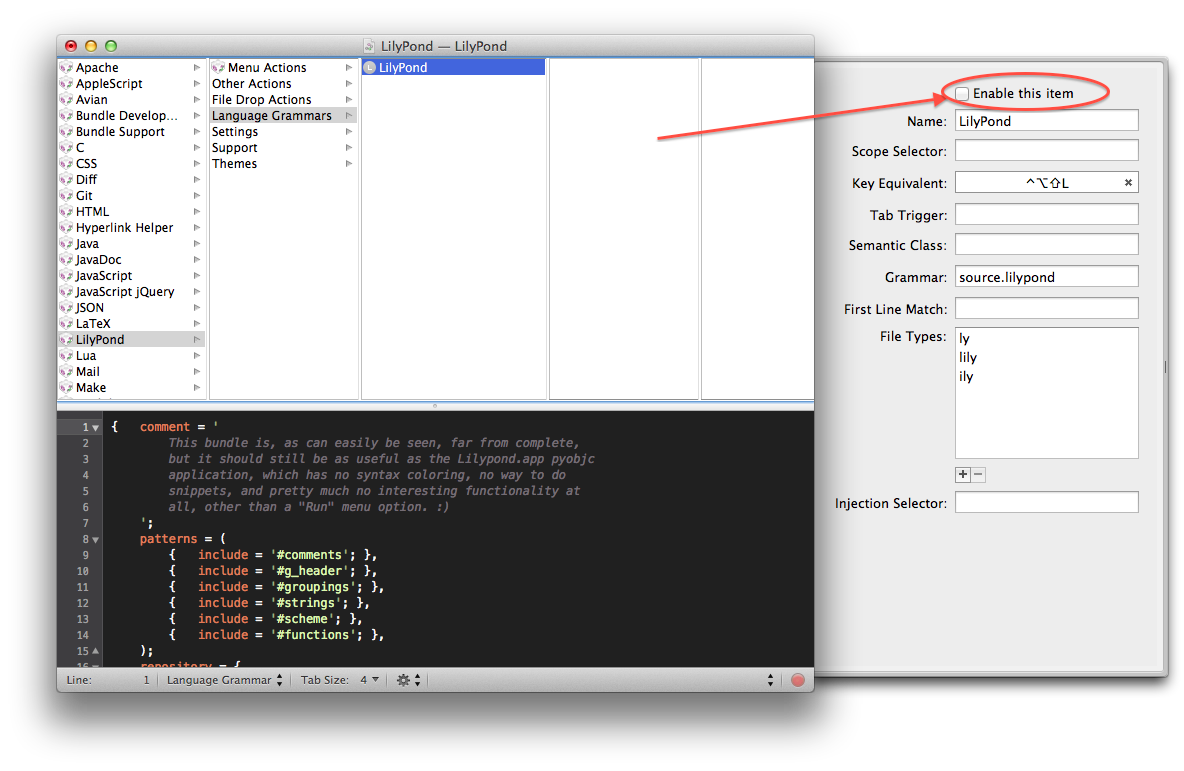 LilyPond — LilyPond
Apache
AppleScript
Avian
Bundle Develop...
Bundle Support
C
CSS
Diff
Git
HTML
Hyperlink Helper
Java
JavaDoc
JavaScript
JavaScript jQuery
JSON
LaTeX
LilyPond
Lua
Mail
Make
Menu Actions
Other Actions
File Drop Actions
Language Grammars
Settings
Support
Themes
L LilyPond
Enable this item
Name: LilyPond
Scope Selector:
Key Equivalent: ^⌥⇧L
Tab Trigger:
Semantic Class:
Grammar: source.lilypond
First Line Match:
File Types: ly
lily
ily
Injection Selector:
1 { comment = '
2 This bundle is, as can easily be seen, far from complete,
3 but it should still be as useful as the Lilypond.app pyobjc
4 application, which has no syntax coloring, no way to do
5 snippets, and pretty much no interesting functionality at
6 all, other than a "Run" menu option. :)
7 ';
8 patterns = (
9 { include = '#comments'; },
10 { include = '#g_header'; },
11 { include = '#groupings'; },
12 { include = '#strings'; },
13 { include = '#scheme'; },
14 { include = '#functions'; },
15 );
16 repository = {
Line: 1 Language Grammar Tab Size: 4